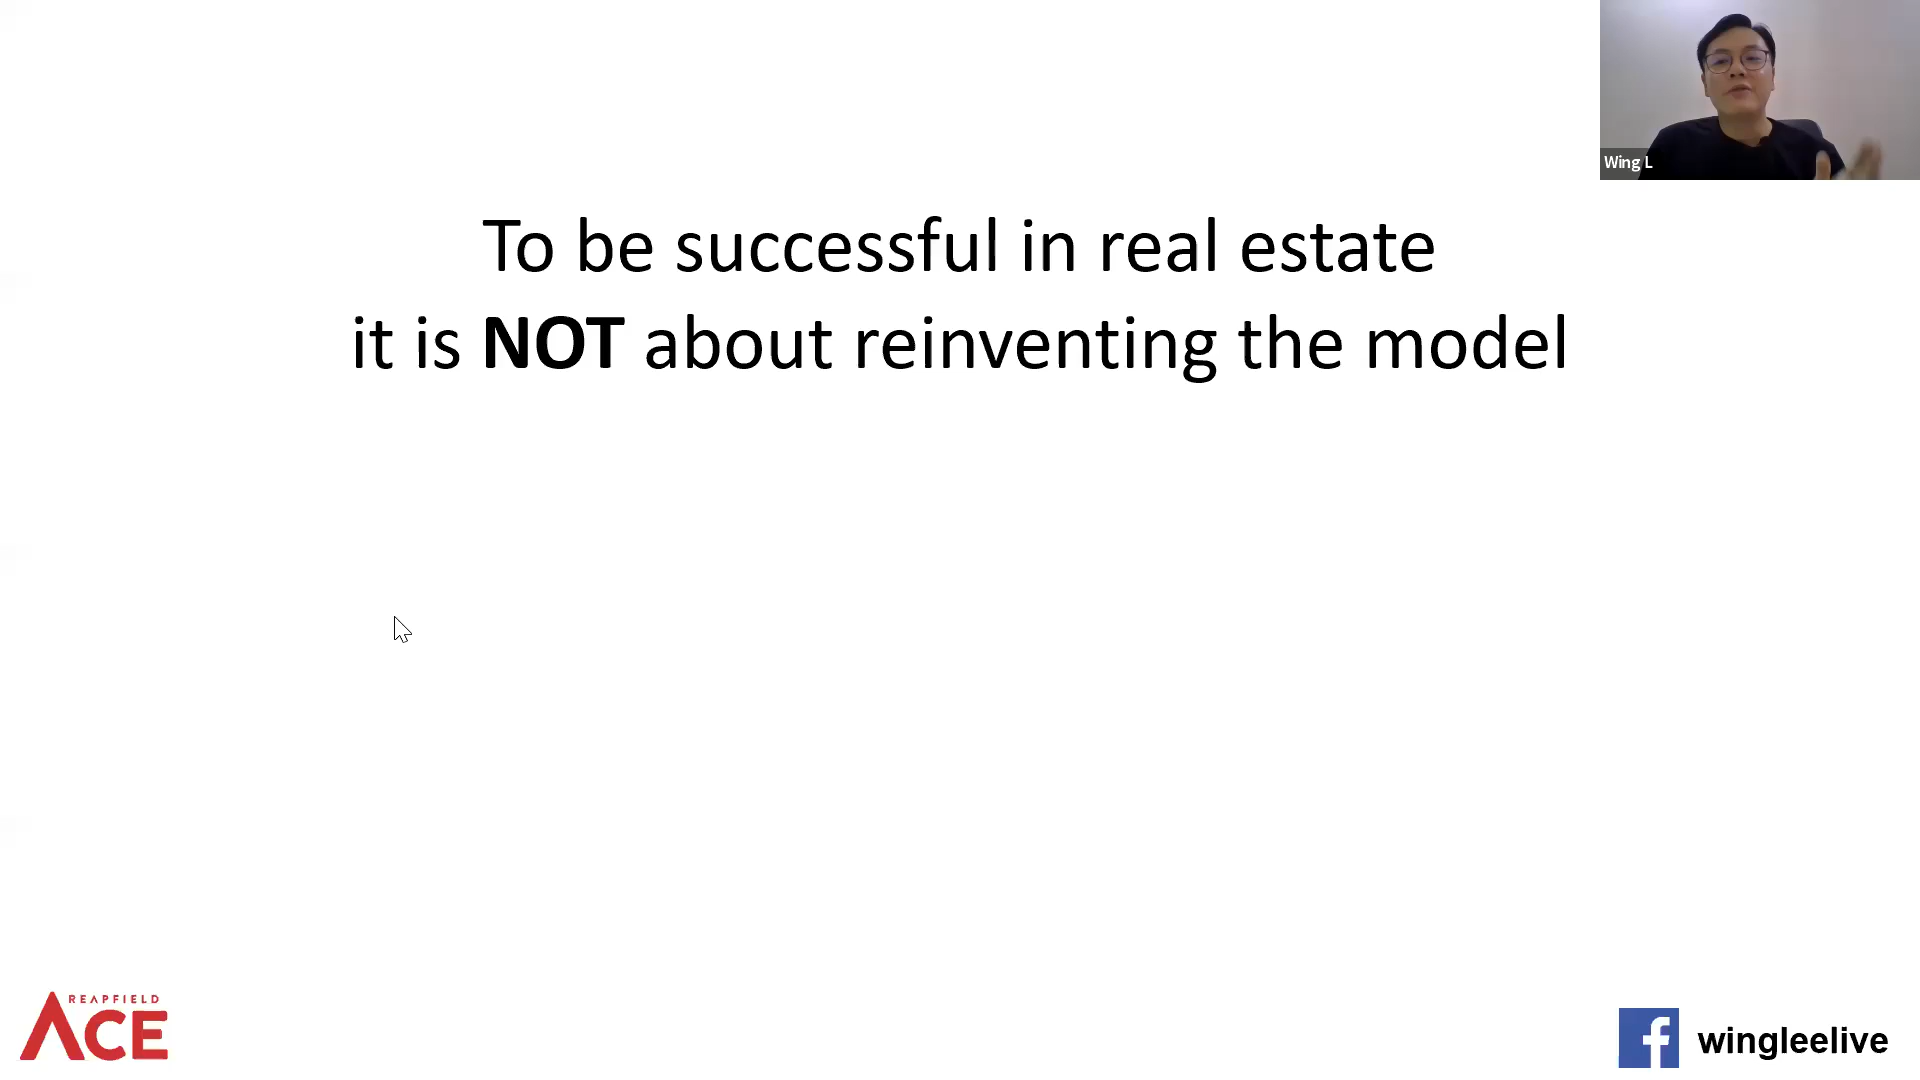 Wing L
To be successful in real estate
it is NOT about reinventing the model
REAPFIELD
ACE
f wingleelive